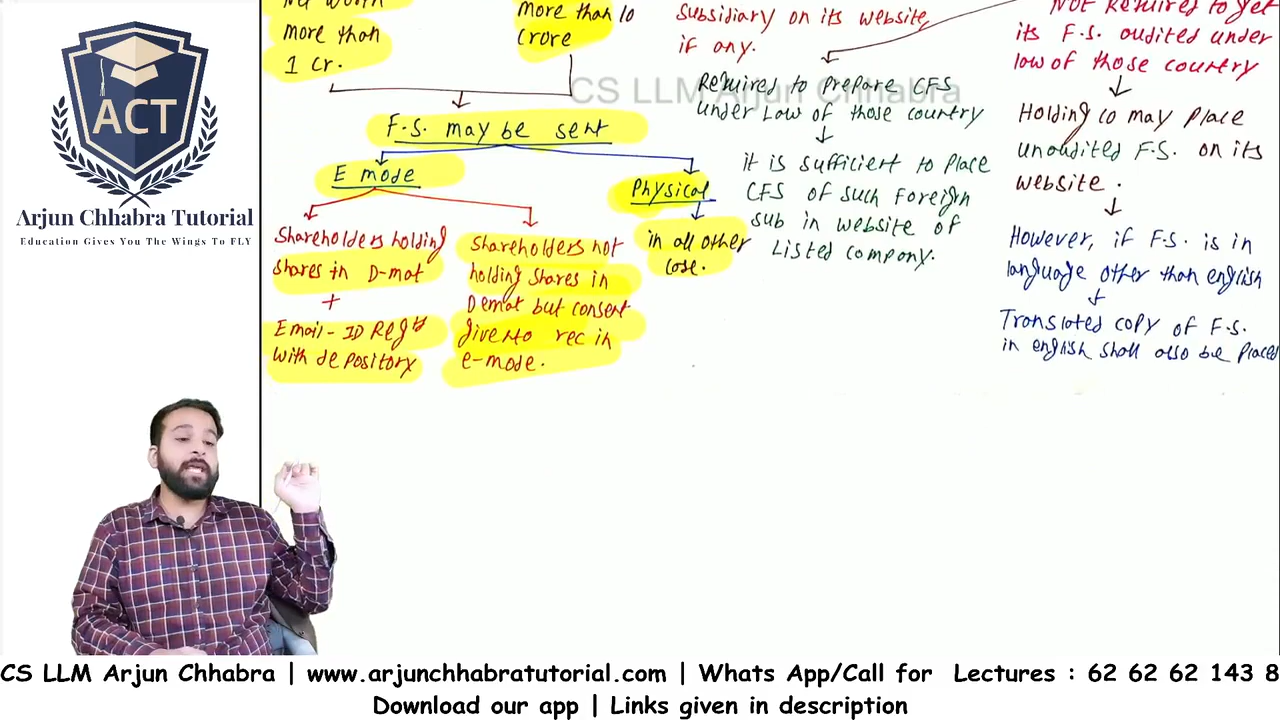 ACT
Arjun Chhabra Tutorial
Education Gives You The Wings To FLY
more than
1 Cr.
more than 10
Crore
F.S. may be sent
E mode
Shareholders holding
shares in D-mat
+
Email-ID Regtd
with depository
Shareholders not
holding shares in
Demat but consent
give to rec in
e-mode.
Physical
in all other
case.
subsidiary on its website
if any.
Required to prepare CFS
under Law of those country
it is sufficient to place
CFS of such foreign
sub in website of
Listed company.
Not Required to get
its F.S. audited under
law of those country
Holding co may place
unaudited F.S. on its
website.
However, if F.S. is in
language other than english
Translated copy of F.S.
in english shall also be placed
CS LLM Arjun Chhabra
CS LLM Arjun Chhabra | www.arjunchhabratutorial.com | Whats App/Call for Lectures : 62 62 62 143 8
Download our app | Links given in description